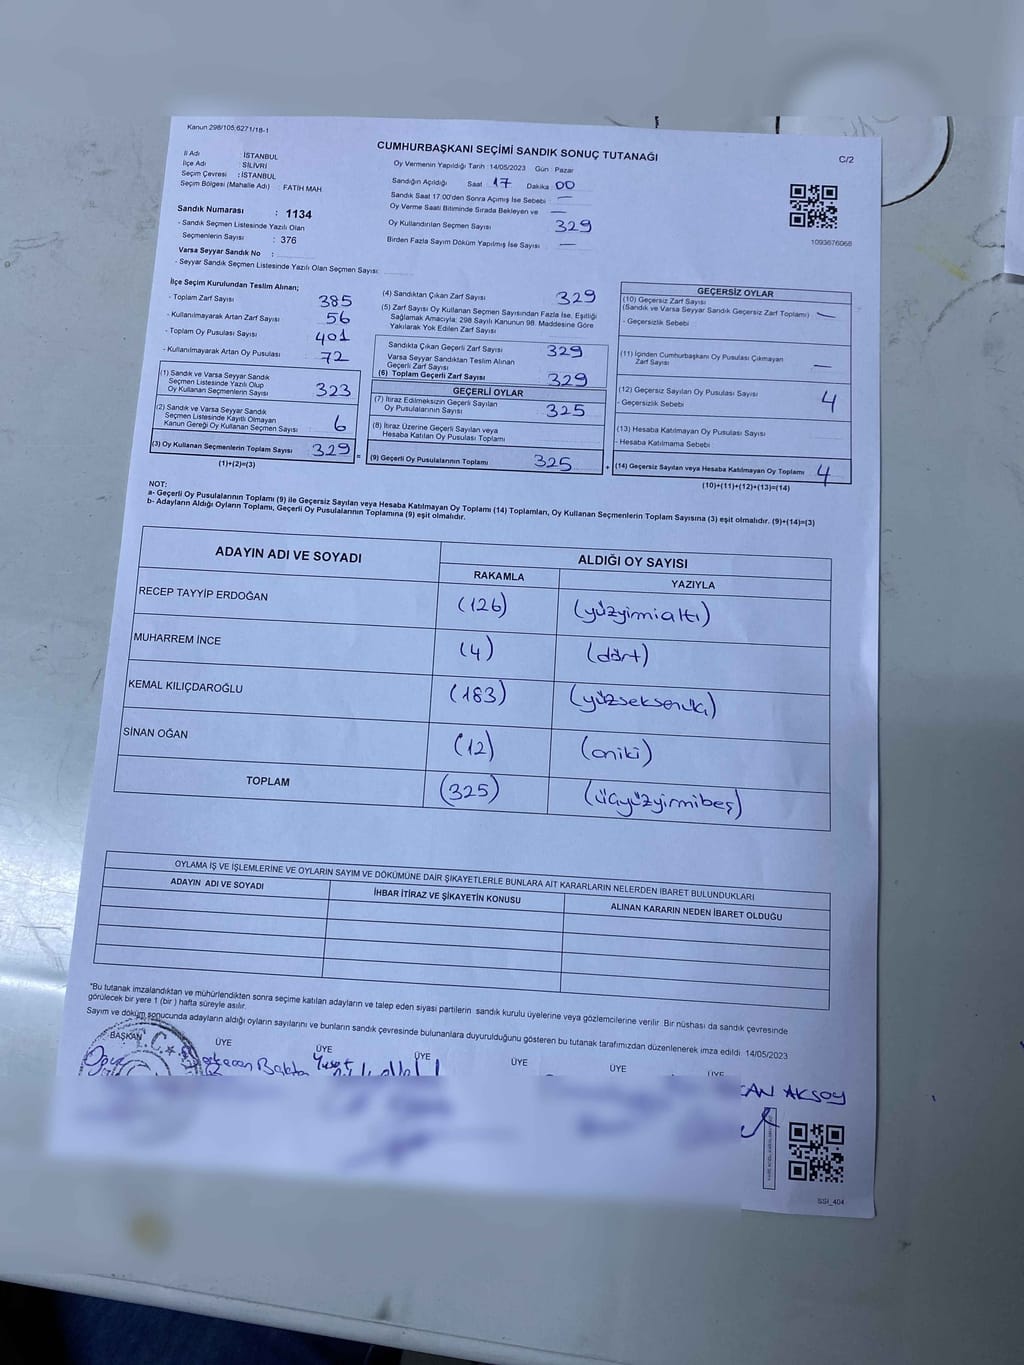 Kanun 298/105,6271/18-1
CUMHURBAŞKANI SEÇİMİ SANDIK SONUÇ TUTANAĞI
C/2
İl Adı : İSTANBUL
İlçe Adı : SİLİVRİ
Seçim Çevresi : İSTANBUL
Seçim Bölgesi (Mahalle Adı) : FATİH MAH
Sandık Numarası : 1134
- Sandık Seçmen Listesinde Yazılı Olan
Seçmenlerin Sayısı : 376
Varsa Seyyar Sandık No :
- Seyyar Sandık Seçmen Listesinde Yazılı Olan Seçmen Sayısı
Oy Vermenin Yapıldığı Tarih : 14/05/2023 Gün : Pazar
Sandığın Açıldığı Saat 17 Dakika 00
Sandık Saat 17:00'den Sonra Açımış İse Sebebi —
Oy Verme Saati Bitiminde Sırada Bekleyen ve —
Oy Kullandırılan Seçmen Sayısı 329
Birden Fazla Sayım Döküm Yapılmış İse Sayısı —
1093676068
İlçe Seçim Kurulundan Teslim Alınan;
- Toplam Zarf Sayısı 385
- Kullanılmayarak Artan Zarf Sayısı 56
- Toplam Oy Pusulası Sayısı 401
- Kullanılmayarak Artan Oy Pusulası 72
(1) Sandık ve Varsa Seyyar Sandık
Seçmen Listesinde Yazılı Olup
Oy Kullanan Seçmenlerin Sayısı 323
(2) Sandık ve Varsa Seyyar Sandık
Seçmen Listesinde Kayıtlı Olmayan
Kanun Gereği Oy Kullanan Seçmen Sayısı 6
(3) Oy Kullanan Seçmenlerin Toplam Sayısı 329
(1)+(2)=(3)
(4) Sandıktan Çıkan Zarf Sayısı 329
(5) Zarf Sayısı Oy Kullanan Seçmen Sayısından Fazla İse, Eşitliği
Sağlamak Amacıyla; 298 Sayılı Kanunun 98. Maddesine Göre
Yakılarak Yok Edilen Zarf Sayısı
Sandıkta Çıkan Geçerli Zarf Sayısı 329
Varsa Seyyar Sandıktan Teslim Alınan
Geçerli Zarf Sayısı
(6) Toplam Geçerli Zarf Sayısı 329
GEÇERLİ OYLAR
(7) İtiraz Edilmeksizin Geçerli Sayılan
Oy Pusulalarının Sayısı 325
(8) İtiraz Üzerine Geçerli Sayılan veya
Hesaba Katılan Oy Pusulası Toplamı
= (9) Geçerli Oy Pusulalarının Toplamı 325
GEÇERSİZ OYLAR
(10) Geçersiz Zarf Sayısı
(Sandık ve Varsa Seyyar Sandık Geçersiz Zarf Toplamı) —
- Geçersizlik Sebebi
(11) İçinden Cumhurbaşkanı Oy Pusulası Çıkmayan
Zarf Sayısı —
(12) Geçersiz Sayılan Oy Pusulası Sayısı 4
- Geçersizlik Sebebi
(13) Hesaba Katılmayan Oy Pusulası Sayısı
- Hesaba Katılmama Sebebi
+ (14) Geçersiz Sayılan veya Hesaba Katılmayan Oy Toplamı 4
(10)+(11)+(12)+(13)=(14)
NOT:
a- Geçerli Oy Pusulalarının Toplamı (9) ile Geçersiz Sayılan veya Hesaba Katılmayan Oy Toplamı (14) Toplamları, Oy Kullanan Seçmenlerin Toplam Sayısına (3) eşit olmalıdır. (9)+(14)=(3)
b- Adayların Aldığı Oyların Toplamı, Geçerli Oy Pusulalarının Toplamına (9) eşit olmalıdır.
ADAYIN ADI VE SOYADI ALDIĞI OY SAYISI
RAKAMLA YAZIYLA
RECEP TAYYİP ERDOĞAN (126) (yüzyirmialtı)
MUHARREM İNCE (4) (dört)
KEMAL KILIÇDAROĞLU (183)
SİNAN OĞAN (12) (oniki)
TOPLAM (325) (üçyüzyirmibeş)
OYLAMA İŞ VE İŞLEMLERİNE VE OYLARIN SAYIM VE DÖKÜMÜNE DAİR ŞİKAYETLERLE BUNLARA AİT KARARLARIN NELERDEN İBARET BULUNDUKLARI
ADAYIN ADI VE SOYADI İHBAR İTİRAZ VE ŞİKAYETİN KONUSU ALINAN KARARIN NEDEN İBARET OLDUĞU
"Bu tutanak imzalandıktan ve mühürlendikten sonra seçime katılan adayların ve talep eden siyasi partilerin sandık kurulu üyelerine veya gözlemcilerine verilir. Bir nüshası da sandık çevresinde
görülecek bir yere 1 (bir ) hafta süreyle asılır.
Sayım ve döküm sonucunda adayların aldığı oyların sayılarını ve bunların sandık çevresinde bulunanlara duyurulduğunu gösteren bu tutanak tarafımızdan düzenlenerek imza edildi 14/05/2023
BAŞKAN ÜYE ÜYE ÜYE ÜYE ÜYE ÜYE
T.C.
AKSOY
SSİ_404